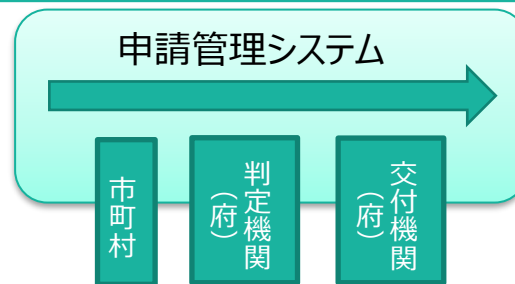 申請管理システム
市町村
判定機関
（府）
交付機関
（府）